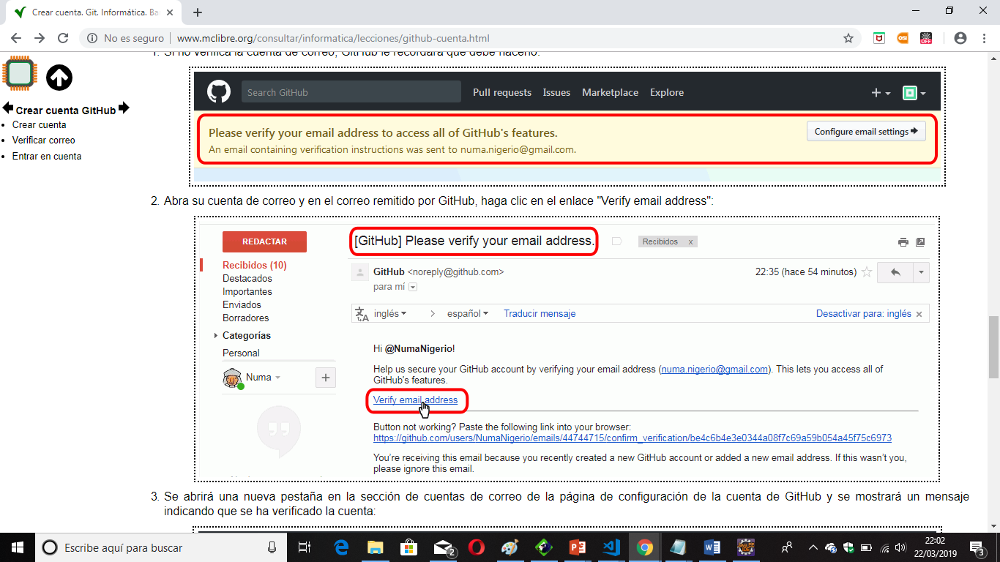 Crear cuenta. Git. Informática. Ba
No es seguro
www.mclibre.org/consultar/informatica/lecciones/github-cuenta.html
OSI
OFF
Crear cuenta GitHub
Crear cuenta
Verificar correo
Entrar en cuenta
1. Si no verifica la cuenta de correo, GitHub le recordará que debe hacerlo:
Search GitHub
Pull requests
Issues
Marketplace
Explore
Please verify your email address to access all of GitHub's features.
An email containing verification instructions was sent to numa.nigerio@gmail.com.
Configure email settings
2. Abra su cuenta de correo y en el correo remitido por GitHub, haga clic en el enlace "Verify email address":
REDACTAR
Recibidos (10)
Destacados
Importantes
Enviados
Borradores
Categorías
Personal
Numa
[GitHub] Please verify your email address.
Recibidos x
GitHub <noreply@github.com>
22:35 (hace 54 minutos)
para mí
inglés > español Traducir mensaje
Desactivar para: inglés x
Hi @NumaNigerio!
Help us secure your GitHub account by verifying your email address (numa.nigerio@gmail.com). This lets you access all of
GitHub's features.
Verify email address
Button not working? Paste the following link into your browser:
https://github.com/users/NumaNigerio/emails/44744715/confirm_verification/be4c6b4e3e0344a08f7c69a59b054a45f75c6973
You're receiving this email because you recently created a new GitHub account or added a new email address. If this wasn't you,
please ignore this email.
3. Se abrirá una nueva pestaña en la sección de cuentas de correo de la página de configuración de la cuenta de GitHub y se mostrará un mensaje
indicando que se ha verificado la cuenta:
Escribe aquí para buscar
2
22:02
22/03/2019
3